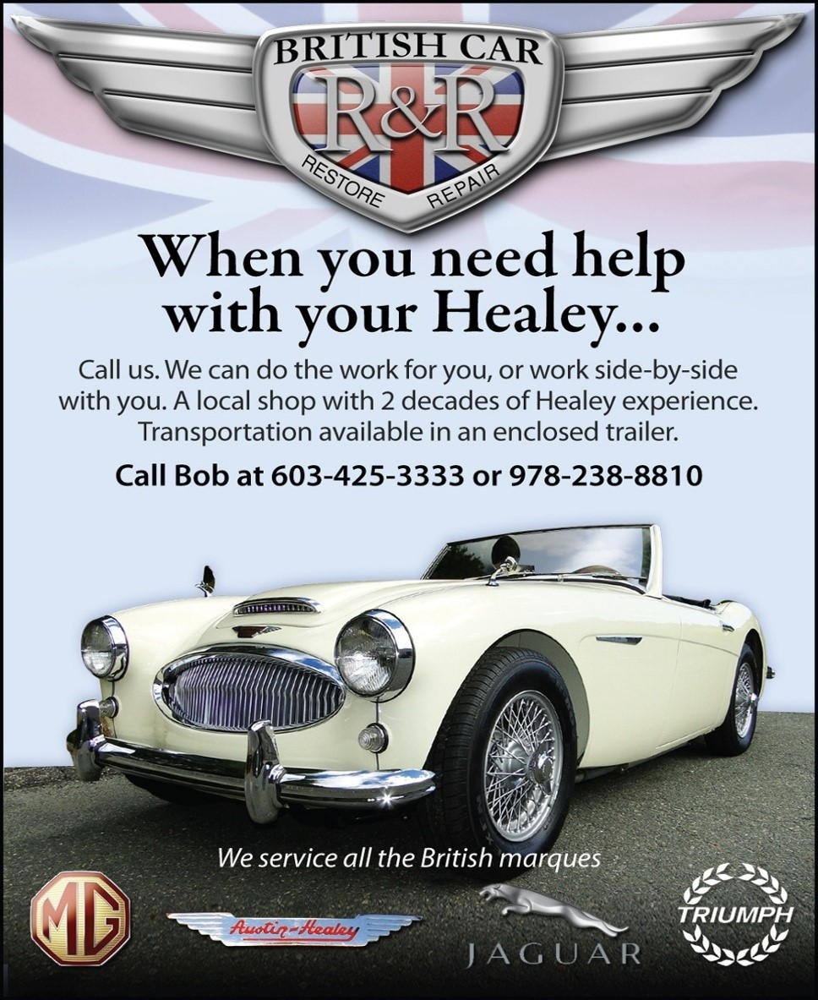 BRITISH CAR
R&R
RESTORE REPAIR
When you need help
with your Healey...
Call us. We can do the work for you, or work side-by-side
with you. A local shop with 2 decades of Healey experience.
Transportation available in an enclosed trailer.
Call Bob at 603-425-3333 or 978-238-8810
We service all the British marques
MG
Austin-Healey
JAGUAR
TRIUMPH